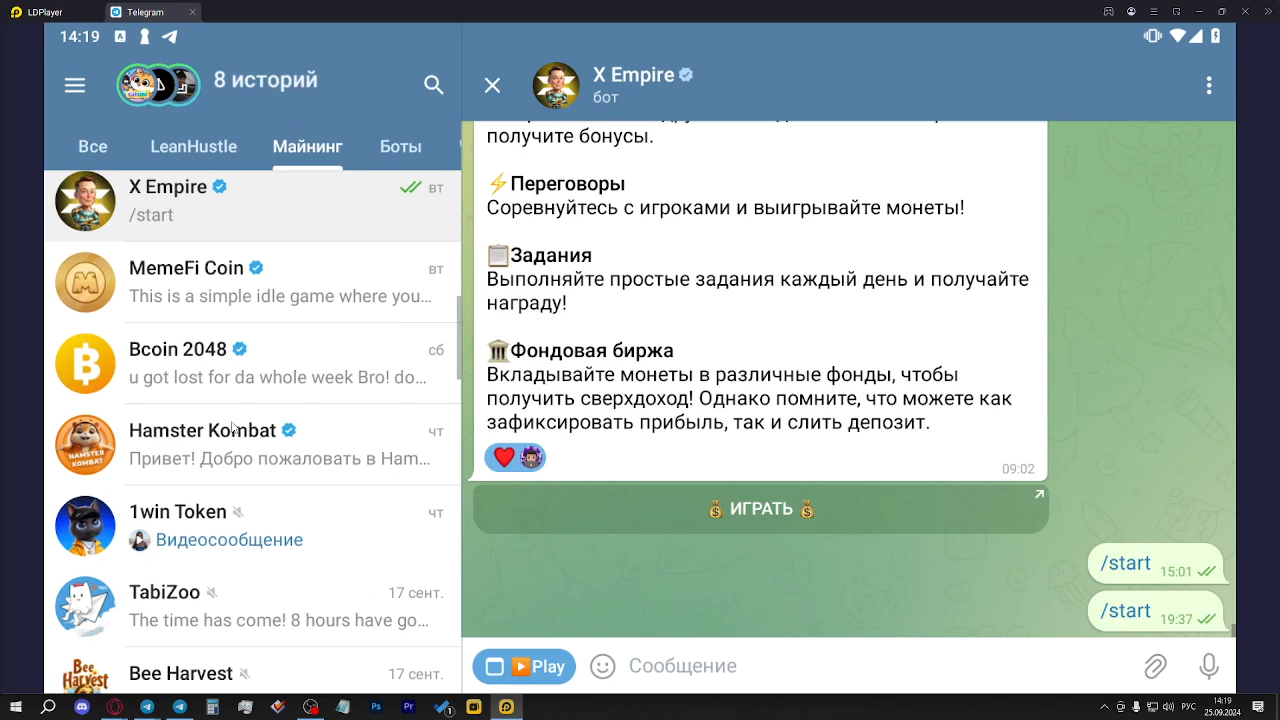 LDPlayer
Telegram
14:19
8 историй
Все
LeanHustle
Майнинг
Боты
X Empire
вт
/start
MemeFi Coin
вт
This is a simple idle game where you...
Bcoin 2048
сб
u got lost for da whole week Bro! do...
Hamster Kombat
чт
Привет! Добро пожаловать в Ham...
1win Token
чт
Видеосообщение
TabiZoo
17 сент.
The time has come! 8 hours have go...
Bee Harvest
17 сент.
X Empire
бот
получите бонусы.
⚡Переговоры
Соревнуйтесь с игроками и выигрывайте монеты!
📋Задания
Выполняйте простые задания каждый день и получайте
награду!
🏛Фондовая биржа
Вкладывайте монеты в различные фонды, чтобы
получить сверхдоход! Однако помните, что можете как
зафиксировать прибыль, так и слить депозит.
09:02
💰 ИГРАТЬ 💰
/start 15:01
/start 19:37
▶️Play
Сообщение
РУС
14:19
25.09.2024